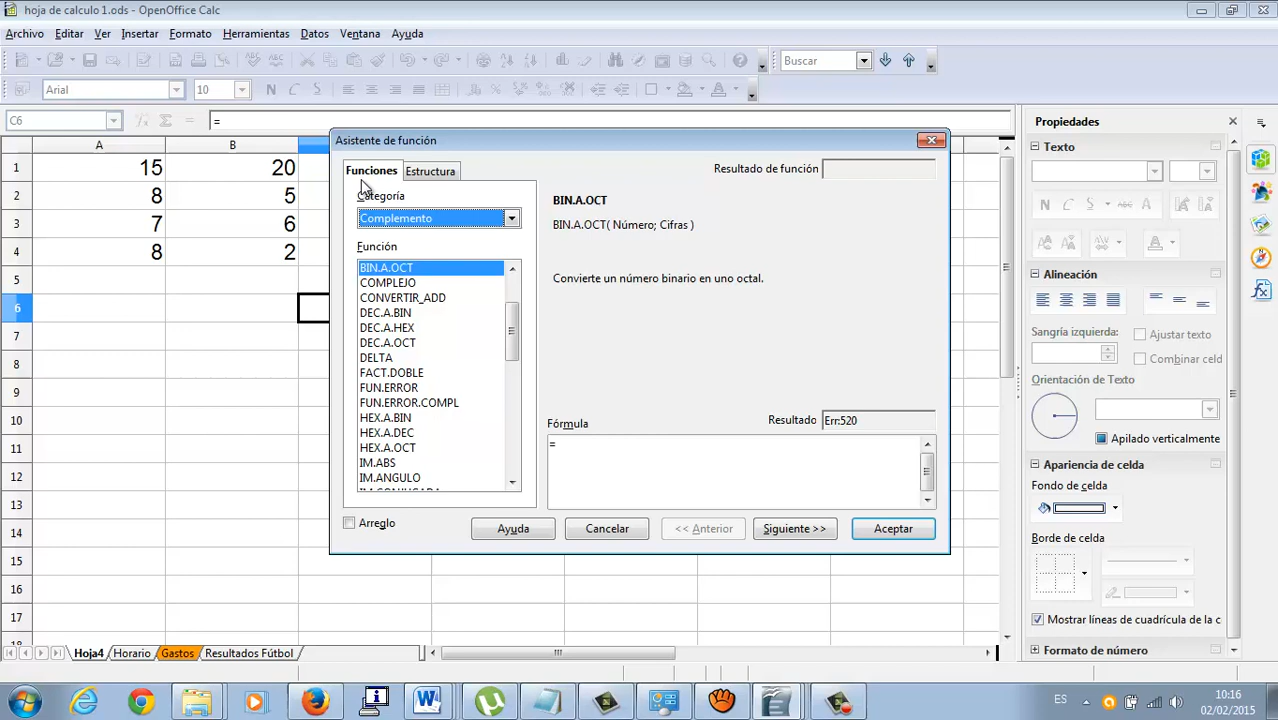 hoja de calculo 1.ods - OpenOffice Calc
Archivo Editar Ver Insertar Formato Herramientas Datos Ventana Ayuda
Buscar
Arial 10 N C S
C6 =
Propiedades
Asistente de función
A B
1 15 20
2 8 5
3 7 6
4 8 2
5
6
7
8
9
10
11
12
13
14
15
16
17
18
Funciones Estructura
Resultado de función
Categoría
Complemento
Función
BIN.A.OCT
COMPLEJO
CONVERTIR_ADD
DEC.A.BIN
DEC.A.HEX
DEC.A.OCT
DELTA
FACT.DOBLE
FUN.ERROR
FUN.ERROR.COMPL
HEX.A.BIN
HEX.A.DEC
HEX.A.OCT
IM.ABS
IM.ANGULO
BIN.A.OCT
BIN.A.OCT( Número; Cifras )
Convierte un número binario en uno octal.
Fórmula
Resultado Err:520
=
Arreglo
Ayuda Cancelar << Anterior Siguiente >> Aceptar
Texto
N C S ABC A
Alineación
Sangría izquierda:
Ajustar texto
Combinar celd
Orientación de Texto
Apilado verticalmente
Apariencia de celda
Fondo de celda
Borde de celda
Mostrar líneas de cuadrícula de la c
Formato de número
Hoja4 Horario Gastos Resultados Fútbol
ES
10:16
02/02/2015